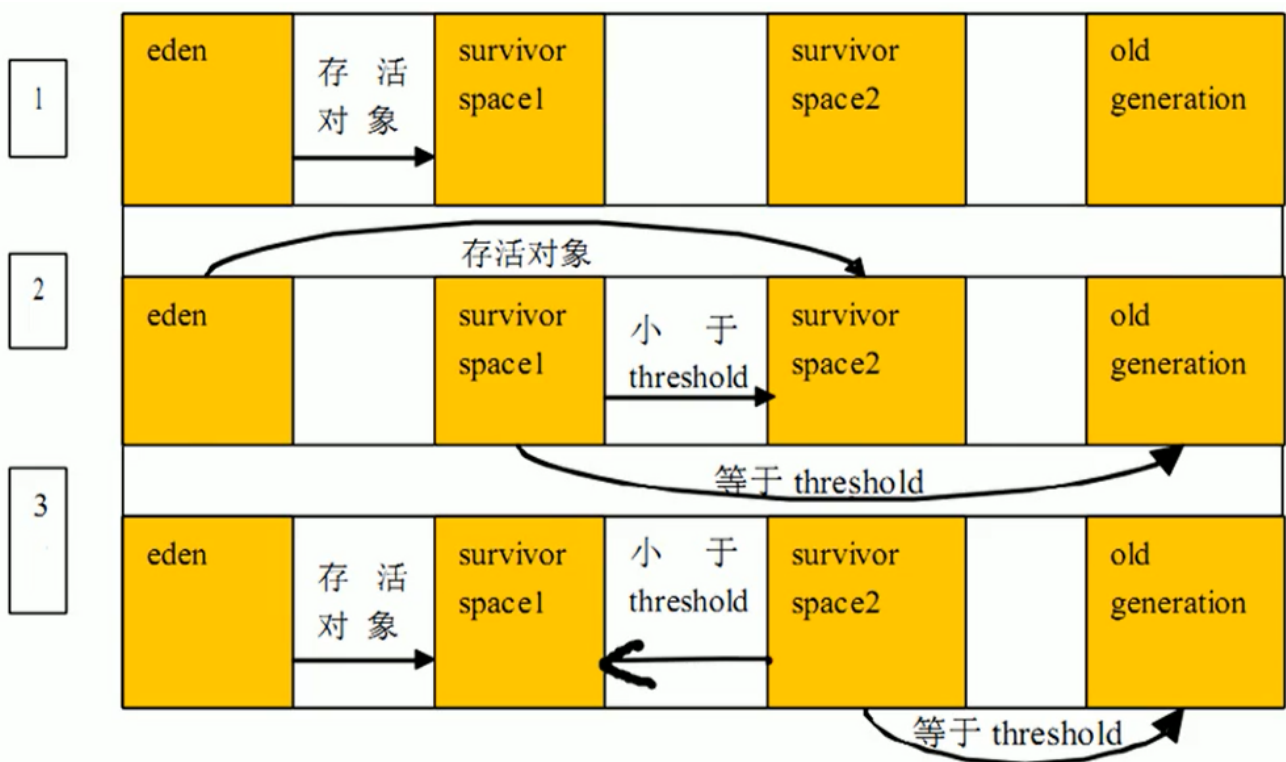 1
eden
存 活
对 象
survivor
space1
survivor
space2
old
generation
2
存活对象
eden
survivor
space1
小 于
threshold
survivor
space2
old
generation
等于 threshold
3
eden
存 活
对 象
survivor
space1
小 于
threshold
survivor
space2
old
generation
等于 threshold